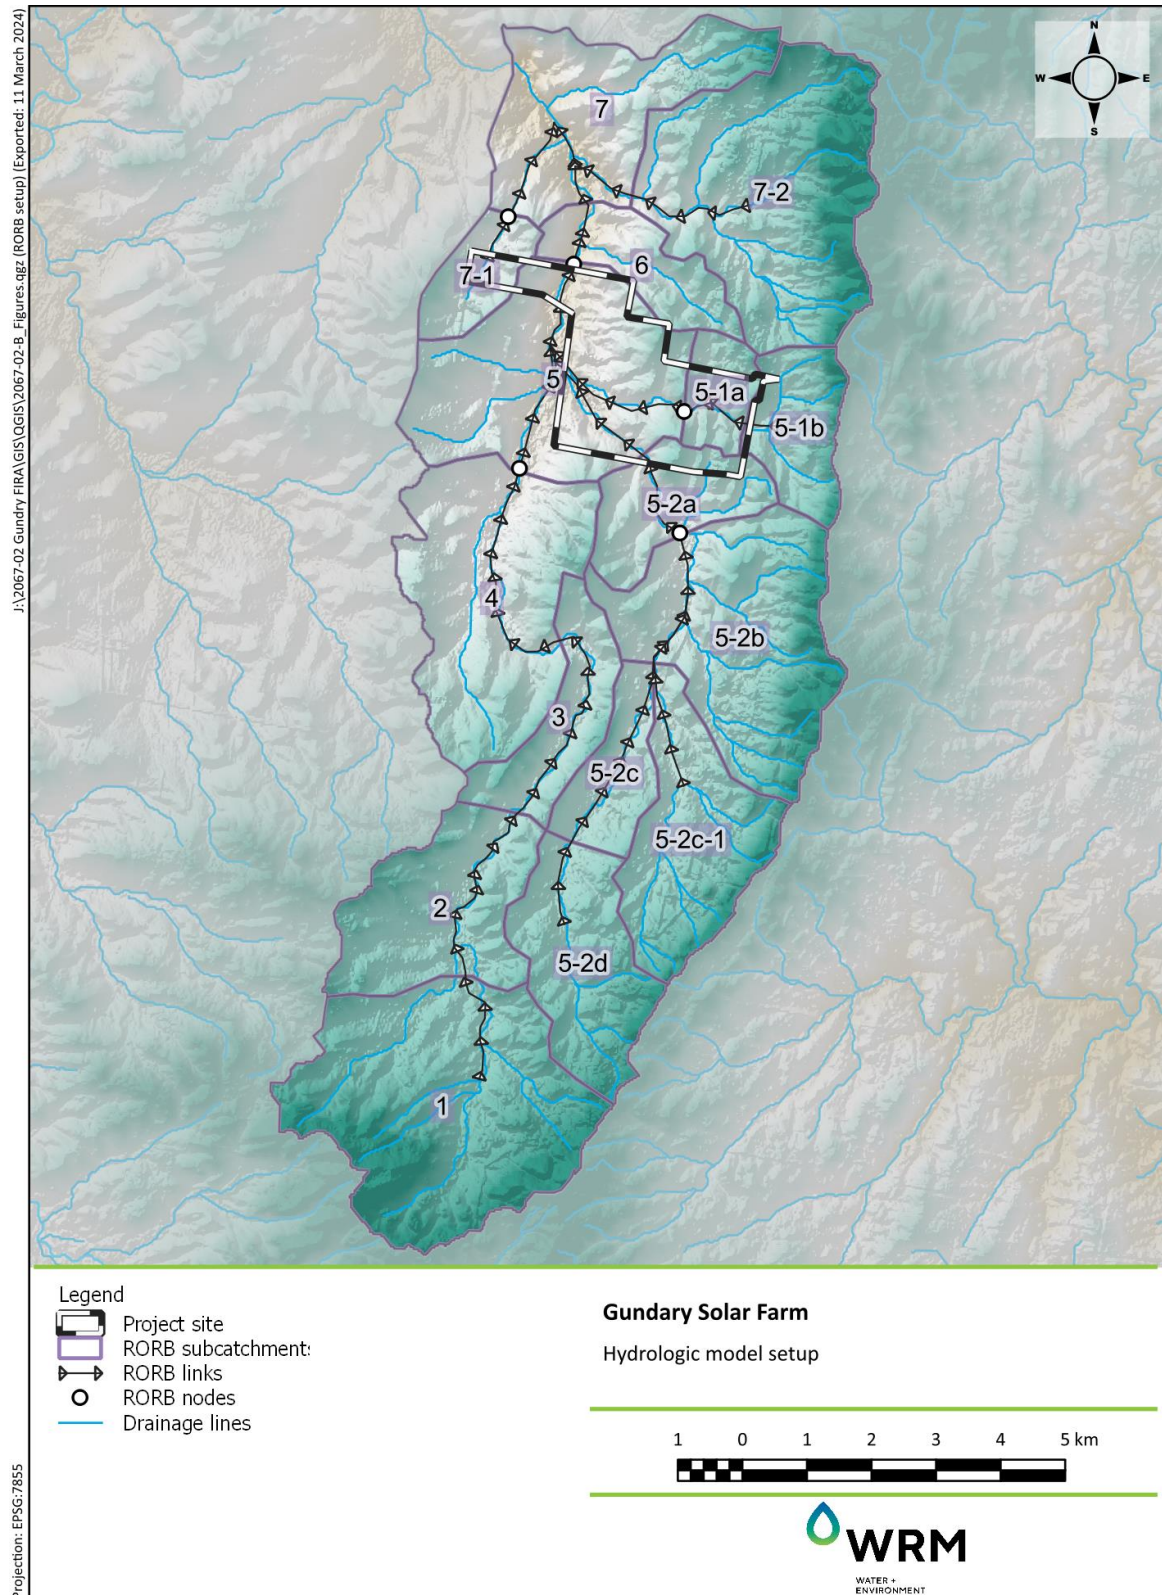 J:\2067-02 Gundry FIRA\GIS\QGIS\2067-02-B_Figures.qgz (RORB setup) (Exported: 11 March 2024)
N
W E
S
7
7-2
6
7-1
5
5-1a
5-1b
5-2a
4
5-2b
3
5-2c
5-2c-1
2
5-2d
1
Legend
Project site
RORB subcatchments
RORB links
RORB nodes
Drainage lines
Gundary Solar Farm
Hydrologic model setup
1 0 1 2 3 4 5 km
WRM
WATER +
ENVIRONMENT
Projection: EPSG:7855